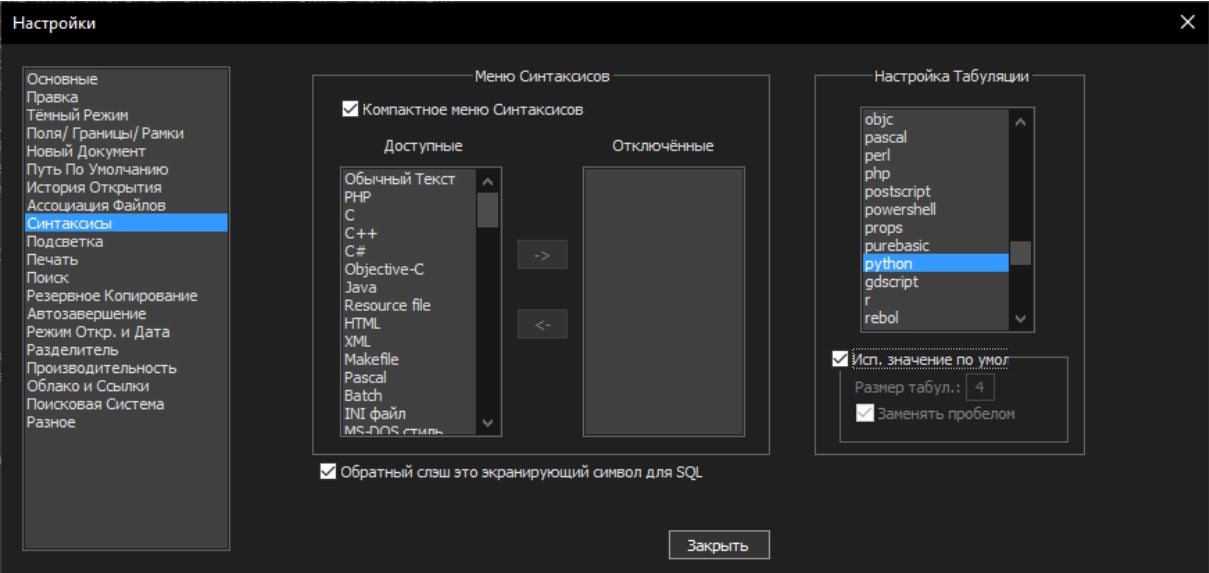 Настройки
Основные
Правка
Тёмный Режим
Поля/ Границы/ Рамки
Новый Документ
Путь По Умолчанию
История Открытия
Ассоциация Файлов
Синтаксисы
Подсветка
Печать
Поиск
Резервное Копирование
Автозавершение
Режим Откр. и Дата
Разделитель
Производительность
Облако и Ссылки
Поисковая Система
Разное
Меню Синтаксисов
Компактное меню Синтаксисов
Доступные
Отключённые
Обычный Текст
PHP
C
C++
C#
Objective-C
Java
Resource file
HTML
XML
Makefile
Pascal
Batch
INI файл
MS-DOS стиль
->
<-
Обратный слэш это экранирующий символ для SQL
Настройка Табуляции
objc
pascal
perl
php
postscript
powershell
props
purebasic
python
gdscript
r
rebol
Исп. значение по умол
Размер табул.: 4
Заменять пробелом
Закрыть